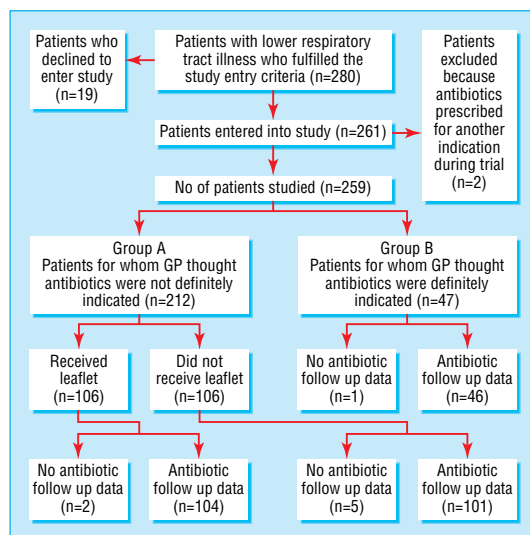 Patients who
declined to
enter study
(n=19)
Patients with lower respiratory
tract illness who fulfilled the
study entry criteria (n=280)
Patients
excluded
because
antibiotics
prescribed
for another
indication
during trial
(n=2)
Patients entered into study (n=261)
No of patients studied (n=259)
Group A
Patients for whom GP thought
antibiotics were not definitely
indicated (n=212)
Group B
Patients for whom GP thought
antibiotics were definitely
indicated (n=47)
Received
leaflet
(n=106)
Did not
receive leaflet
(n=106)
No antibiotic
follow up data
(n=1)
Antibiotic
follow up data
(n=46)
No antibiotic
follow up data
(n=2)
Antibiotic
follow up data
(n=104)
No antibiotic
follow up data
(n=5)
Antibiotic
follow up data
(n=101)